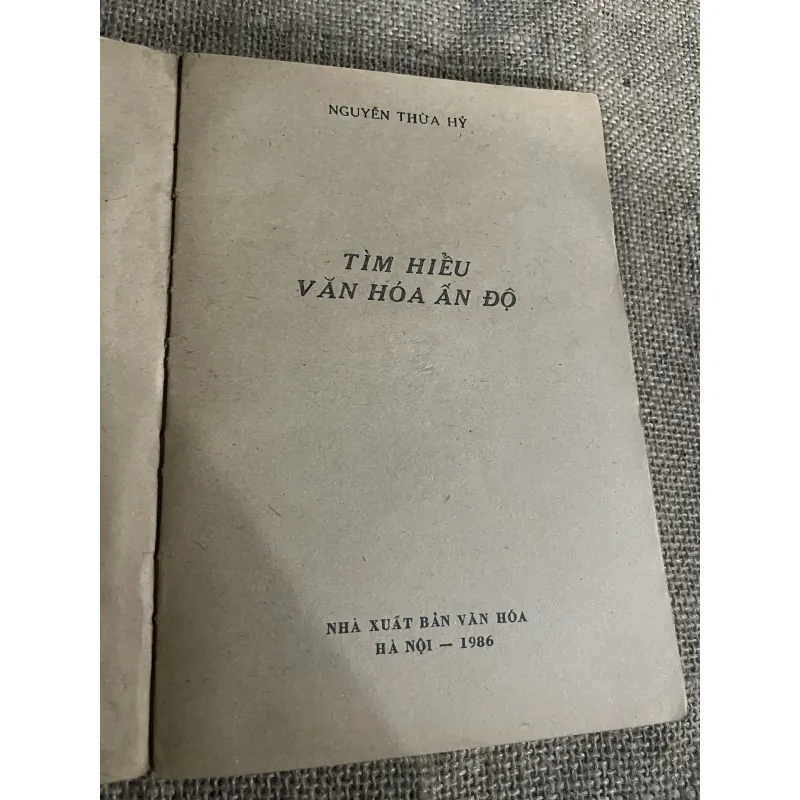 NGUYỄN THỪA HỶ
TÌM HIỂU
VĂN HÓA ẤN ĐỘ
NHÀ XUẤT BẢN VĂN HÓA
HÀ NỘI — 1986